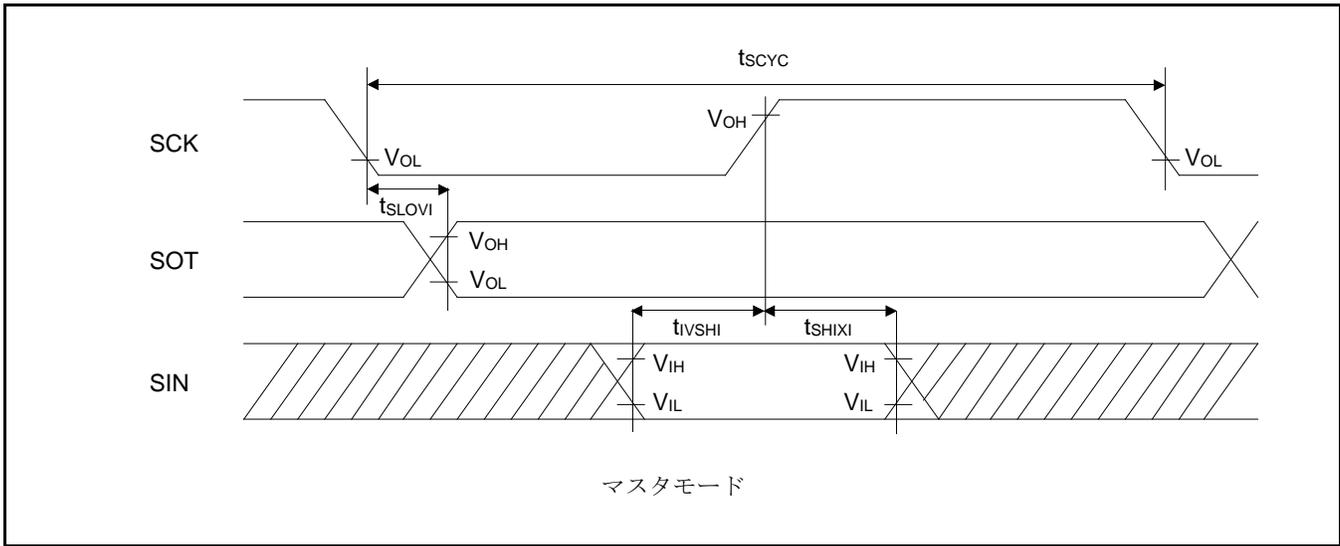 tSCYC
SCK
VOH
VOL
VOL
tSLOVI
SOT
VOH
VOL
tIVSHI
tSHIXI
SIN
VIH
VIH
VIL
VIL
マスタモード